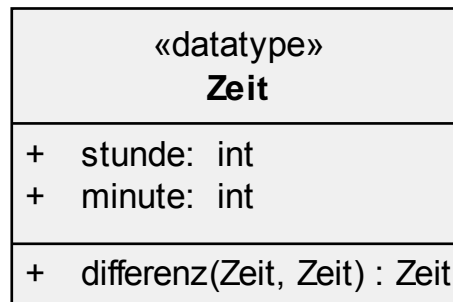 «datatype»
Zeit
+ stunde: int
+ minute: int
+ differenz(Zeit, Zeit) : Zeit